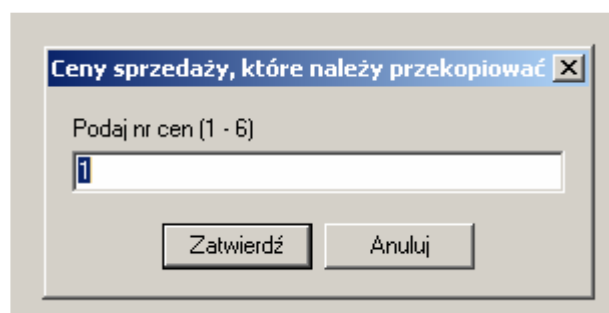 Ceny sprzedaży, które należy przekopiować
Podaj nr cen (1 - 6)
1
Zatwierdź
Anuluj